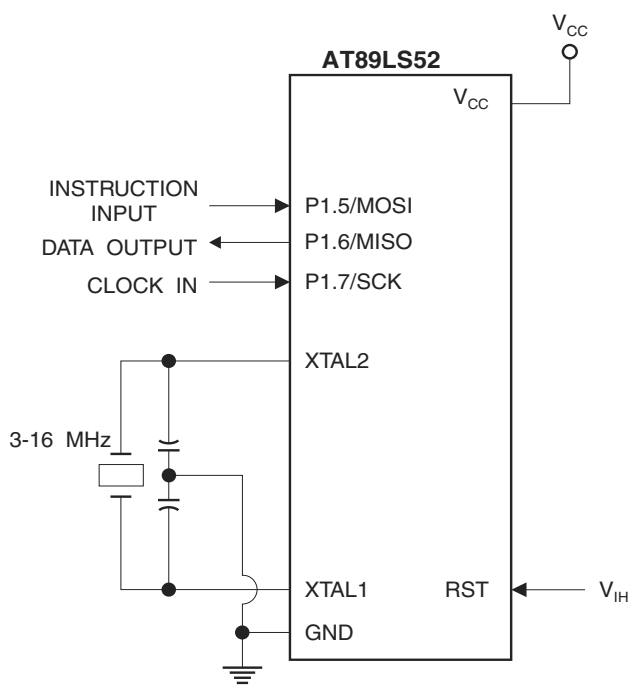 V_CC
AT89LS52
V_CC
INSTRUCTION
INPUT
P1.5/MOSI
DATA OUTPUT
P1.6/MISO
CLOCK IN
P1.7/SCK
XTAL2
3-16 MHz
XTAL1
RST
V_IH
GND